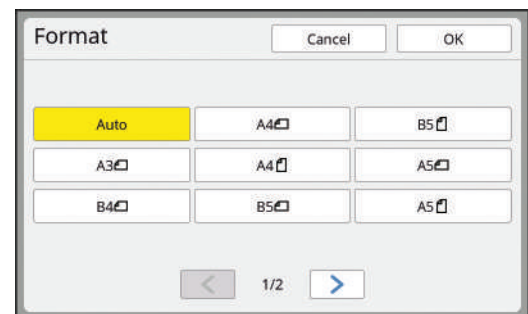 Format Cancel OK
Auto A4 B5
A3 A4 A5
B4 B5 A5
1/2